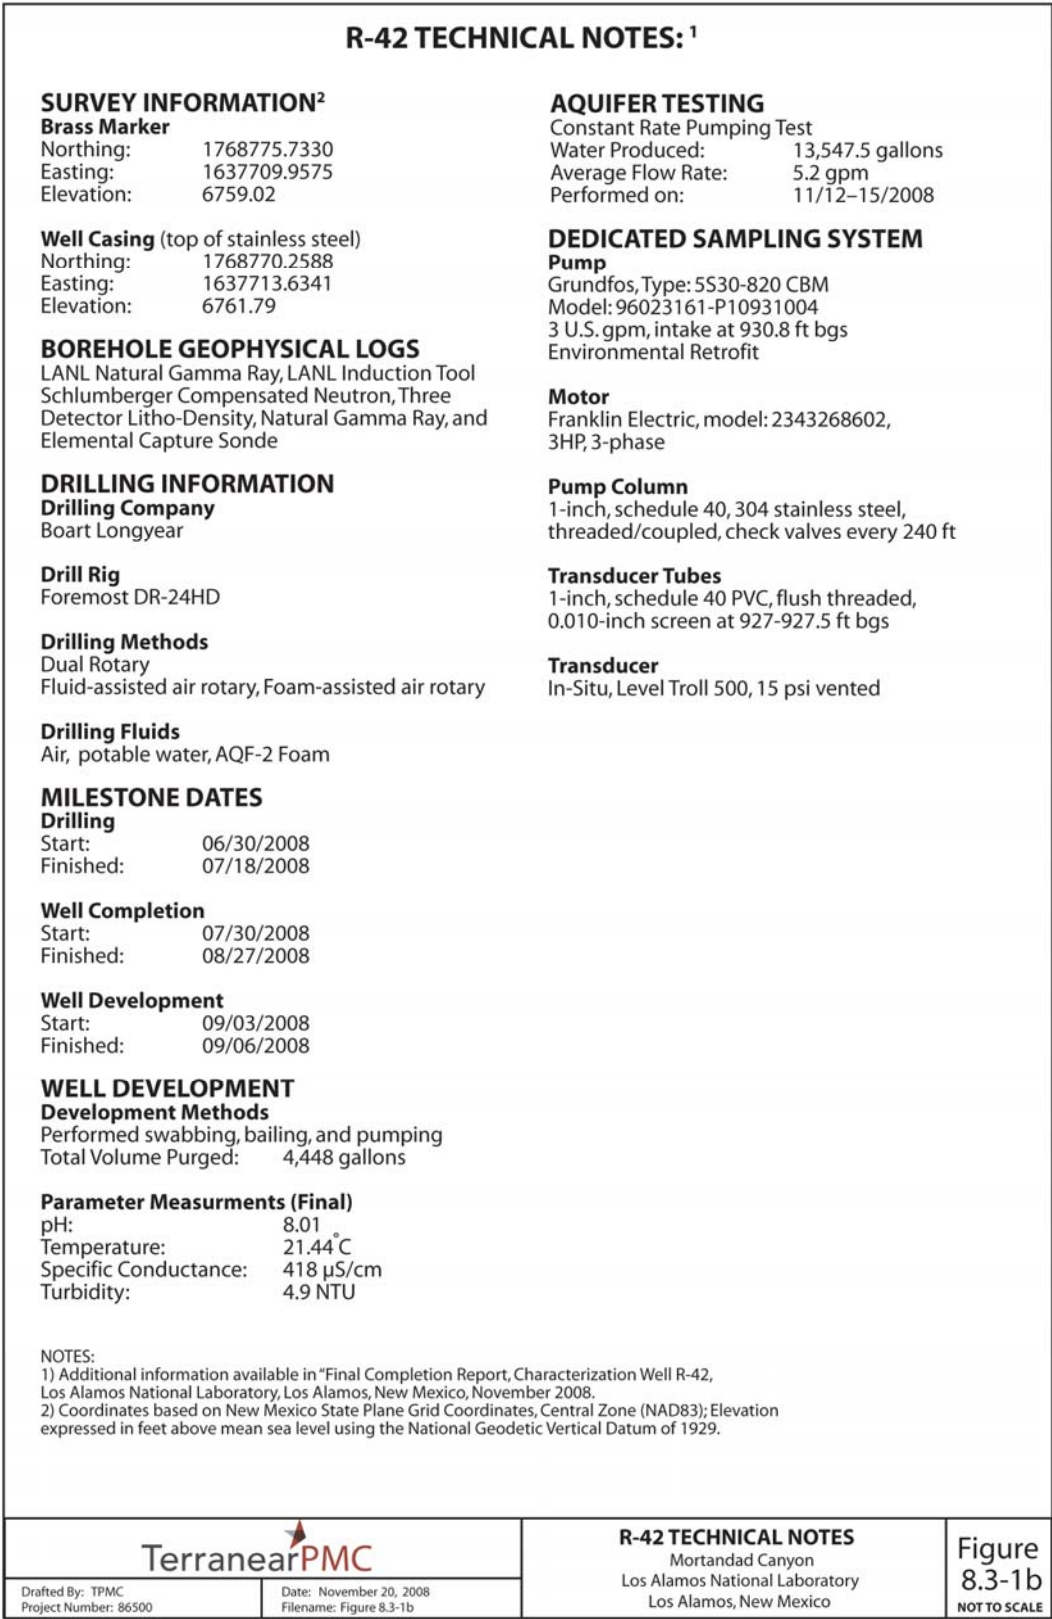 R-42 TECHNICAL NOTES: 1
SURVEY INFORMATION2
Brass Marker
Northing: 1768775.7330
Easting: 1637709.9575
Elevation: 6759.02
Well Casing (top of stainless steel)
Northing: 1768770.2588
Easting: 1637713.6341
Elevation: 6761.79
BOREHOLE GEOPHYSICAL LOGS
LANL Natural Gamma Ray, LANL Induction Tool
Schlumberger Compensated Neutron, Three
Detector Litho-Density, Natural Gamma Ray, and
Elemental Capture Sonde
DRILLING INFORMATION
Drilling Company
Boart Longyear
Drill Rig
Foremost DR-24HD
Drilling Methods
Dual Rotary
Fluid-assisted air rotary, Foam-assisted air rotary
Drilling Fluids
Air, potable water, AQF-2 Foam
MILESTONE DATES
Drilling
Start: 06/30/2008
Finished: 07/18/2008
Well Completion
Start: 07/30/2008
Finished: 08/27/2008
Well Development
Start: 09/03/2008
Finished: 09/06/2008
WELL DEVELOPMENT
Development Methods
Performed swabbing, bailing, and pumping
Total Volume Purged: 4,448 gallons
Parameter Measurments (Final)
pH: 8.01
Temperature: 21.44°C
Specific Conductance: 418 µS/cm
Turbidity: 4.9 NTU
AQUIFER TESTING
Constant Rate Pumping Test
Water Produced: 13,547.5 gallons
Average Flow Rate: 5.2 gpm
Performed on: 11/12–15/2008
DEDICATED SAMPLING SYSTEM
Pump
Grundfos, Type: 5S30-820 CBM
Model: 96023161-P10931004
3 U.S. gpm, intake at 930.8 ft bgs
Environmental Retrofit
Motor
Franklin Electric, model: 2343268602,
3HP, 3-phase
Pump Column
1-inch, schedule 40, 304 stainless steel,
threaded/coupled, check valves every 240 ft
Transducer Tubes
1-inch, schedule 40 PVC, flush threaded,
0.010-inch screen at 927-927.5 ft bgs
Transducer
In-Situ, Level Troll 500, 15 psi vented
NOTES:
1) Additional information available in “Final Completion Report, Characterization Well R-42,
Los Alamos National Laboratory, Los Alamos, New Mexico, November 2008.
2) Coordinates based on New Mexico State Plane Grid Coordinates, Central Zone (NAD83); Elevation
expressed in feet above mean sea level using the National Geodetic Vertical Datum of 1929.
TerranearPMC
Drafted By: TPMC
Project Number: 86500
Date: November 20, 2008
Filename: Figure 8.3-1b
R-42 TECHNICAL NOTES
Mortandad Canyon
Los Alamos National Laboratory
Los Alamos, New Mexico
Figure
8.3-1b
NOT TO SCALE